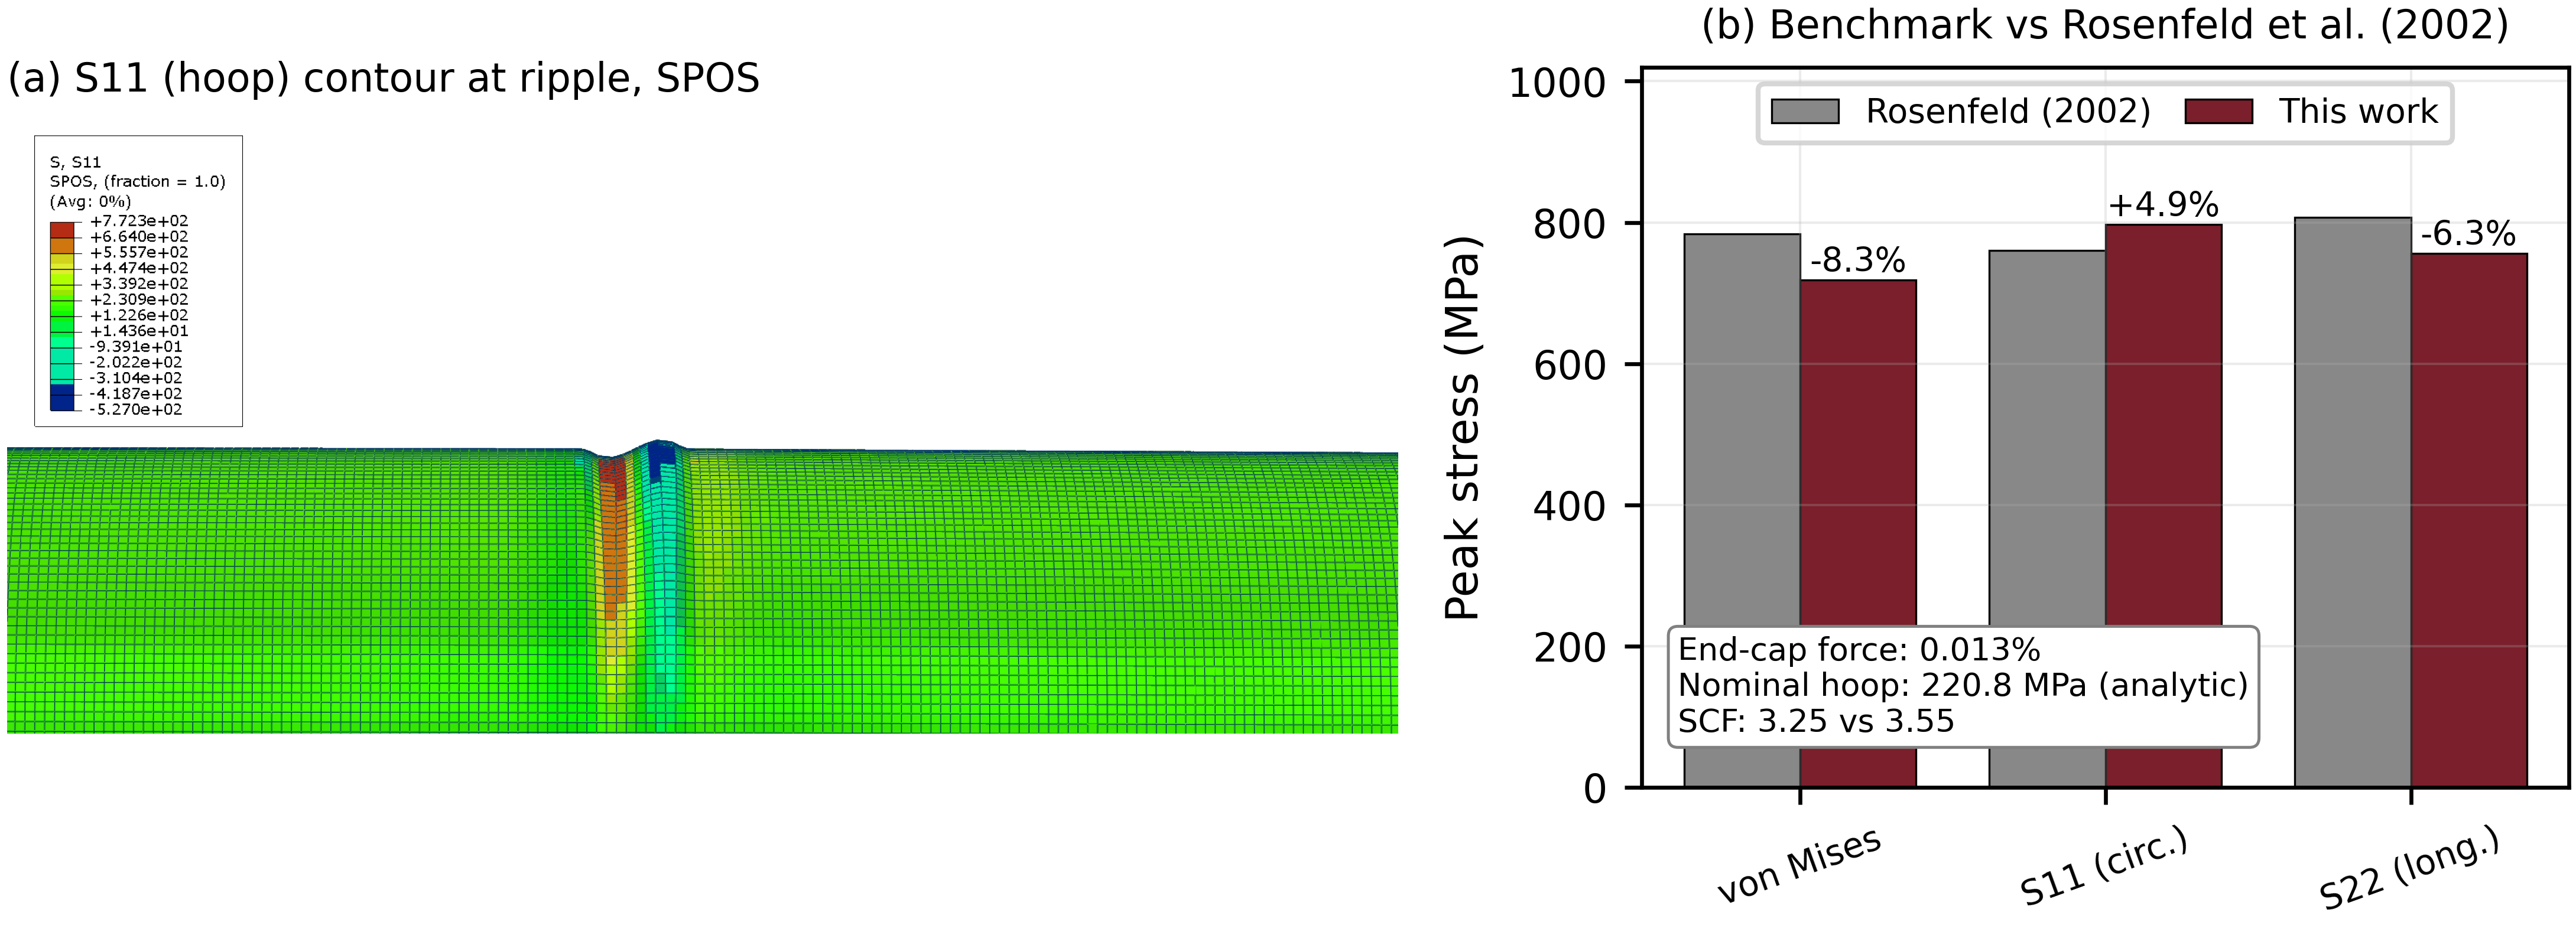 (a) S11 (hoop) contour at ripple, SPOS
S, S11
SPOS, (fraction = 1.0)
(Avg: 0%)
+7.723e+02
+6.640e+02
+5.557e+02
+4.474e+02
+3.392e+02
+2.309e+02
+1.226e+02
+1.436e+01
-9.391e+01
-2.022e+02
-3.104e+02
-4.187e+02
-5.270e+02
(b) Benchmark vs Rosenfeld et al. (2002)
Rosenfeld (2002)
This work
Peak stress (MPa)
1000
800
600
400
200
0
-8.3%
+4.9%
-6.3%
End-cap force: 0.013%
Nominal hoop: 220.8 MPa (analytic)
SCF: 3.25 vs 3.55
von Mises
S11 (circ.)
S22 (long.)